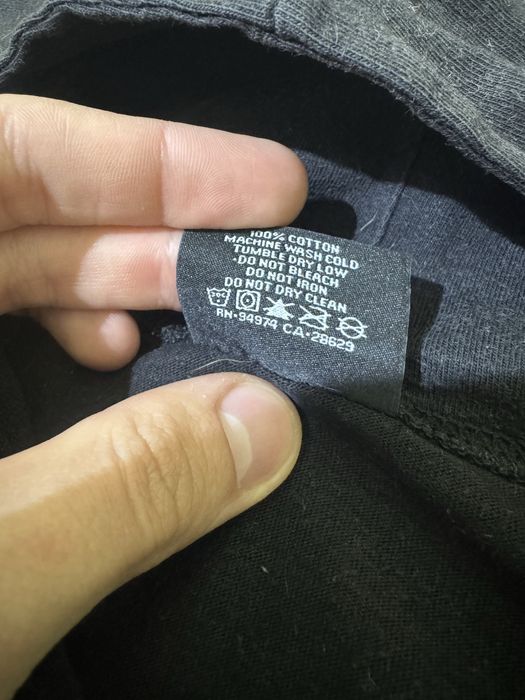 100% COTTON
MACHINE WASH COLD
TUMBLE DRY LOW
DO NOT BLEACH
DO NOT IRON
DO NOT DRY CLEAN
RN•94974 CA•28629